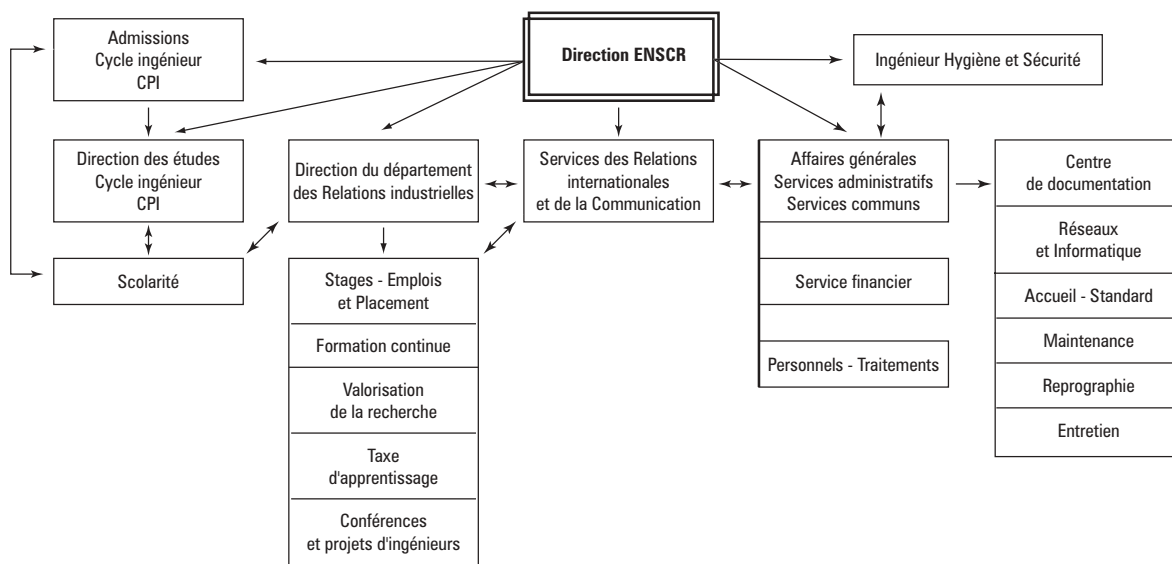 Admissions
Cycle ingénieur
CPI
Direction ENSCR
Ingénieur Hygiène et Sécurité
Direction des études
Cycle ingénieur
CPI
Direction du département
des Relations industrielles
Services des Relations
internationales
et de la Communication
Affaires générales
Services administratifs
Services communs
Centre
de documentation
Réseaux
et Informatique
Accueil - Standard
Maintenance
Reprographie
Entretien
Scolarité
Stages - Emplois
et Placement
Formation continue
Valorisation
de la recherche
Taxe
d'apprentissage
Conférences
et projets d'ingénieurs
Service financier
Personnels - Traitements